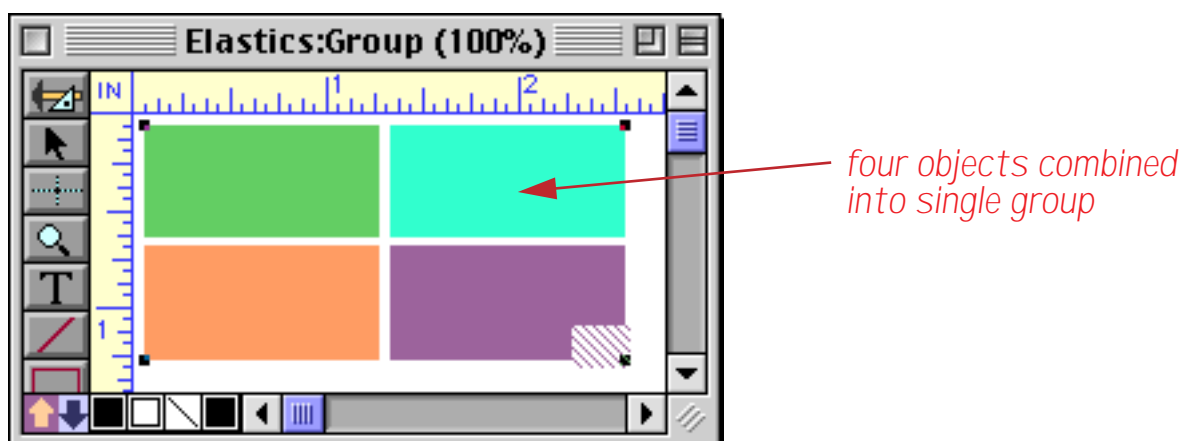 Elastics:Group (100%)
IN 1 2
four objects combined
into single group
T
1